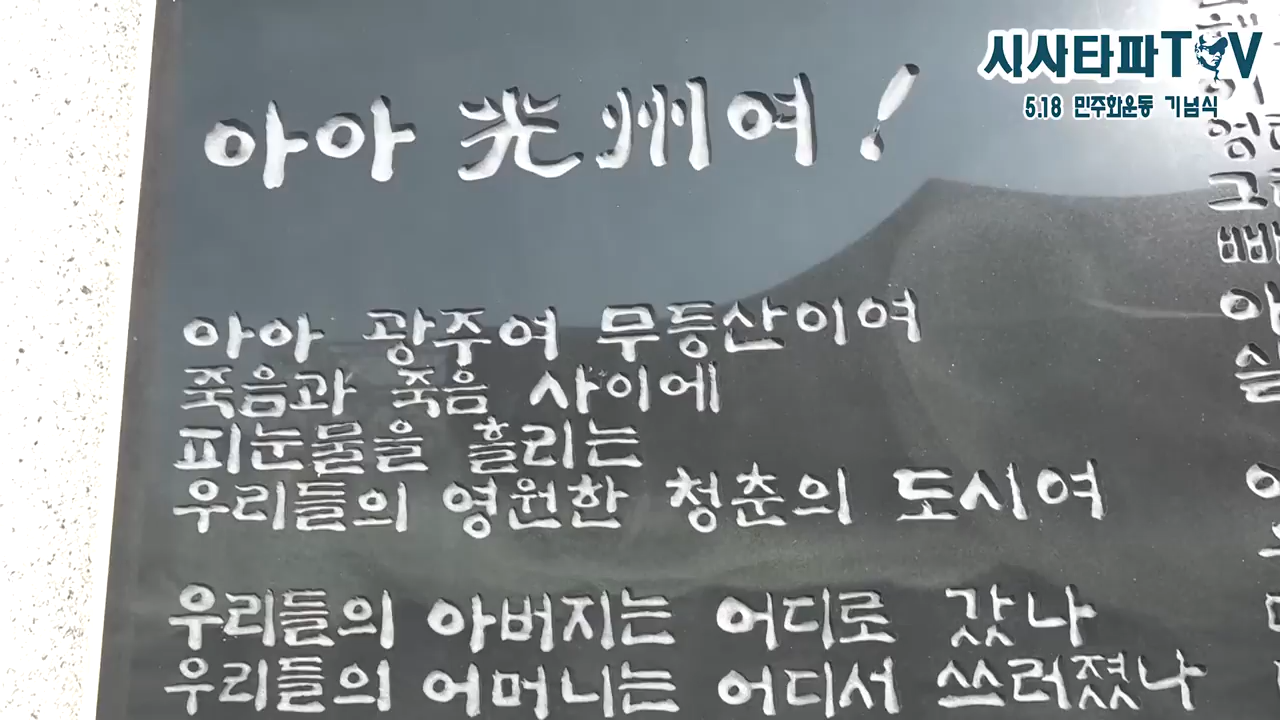 시사타파TV
5.18 민주화운동 기념식
아아 光州여!
아아 광주여 무등산이여
죽음과 죽음 사이에
피눈물을 흘리는
우리들의 영원한 청춘의 도시여
우리들의 아버지는 어디로 갔나
우리들의 어머니는 어디서 쓰러졌나